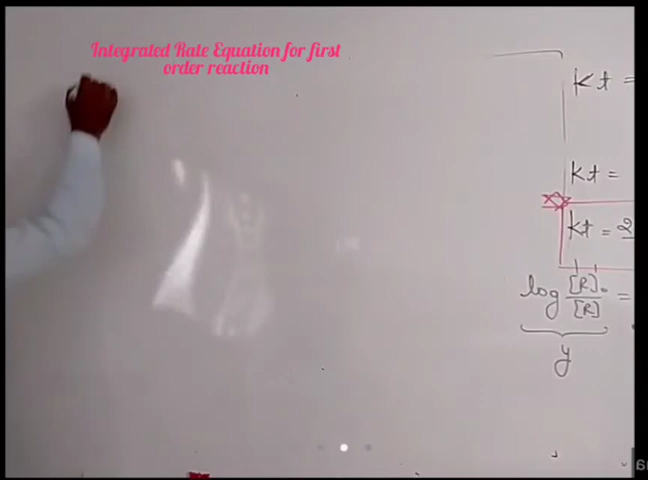 Integrated Rate Equation for first
order reaction
Kt =
Kt =
Kt = 2
log [R]₀ / [R] =
y